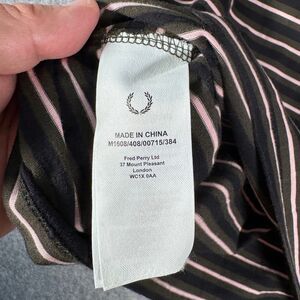 MADE IN CHINA
M1608/408/00715/384
Fred Perry Ltd
37 Mount Pleasant
London
WC1X 0AA